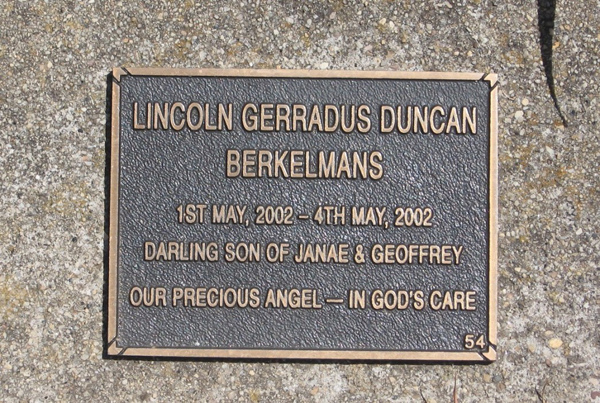 LINCOLN GERRADUS DUNCAN
BERKELMANS
1ST MAY, 2002 – 4TH MAY, 2002
DARLING SON OF JANAE & GEOFFREY
OUR PRECIOUS ANGEL — IN GOD'S CARE
54